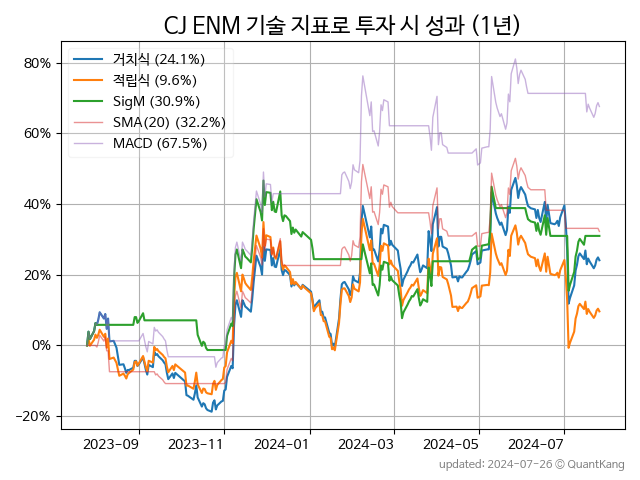 CJ ENM 기술 지표로 투자 시 성과 (1년)
거치식 (24.1%)
적립식 (9.6%)
SigM (30.9%)
SMA(20) (32.2%)
MACD (67.5%)
80%
60%
40%
20%
0%
−20%
2023−09
2023−11
2024−01
2024−03
2024−05
2024−07
updated: 2024-07-26 © QuantKang